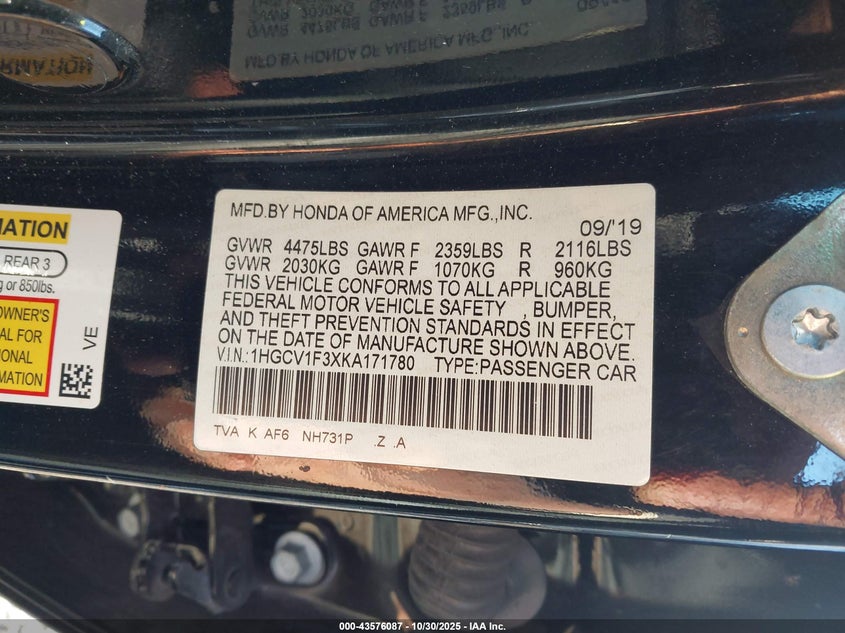 MFD.BY HONDA OF AMERICA MFG.,INC.
09/'19
GVWR 4475LBS GAWR F 2359LBS R 2116LBS
GVWR 2030KG GAWR F 1070KG R 960KG
THIS VEHICLE CONFORMS TO ALL APPLICABLE
FEDERAL MOTOR VEHICLE SAFETY , BUMPER,
AND THEFT PREVENTION STANDARDS IN EFFECT
ON THE DATE OF MANUFACTURE SHOWN ABOVE.
V.I.N.:1HGCV1F3XKA171780 TYPE:PASSENGER CAR
TVA K AF6 NH731P .Z .A
MATION
REAR 3
g or 850lbs.
OWNER'S
AL FOR
IONAL
RMATION
VE
000-43576087 - 10/30/2025 - IAA Inc.